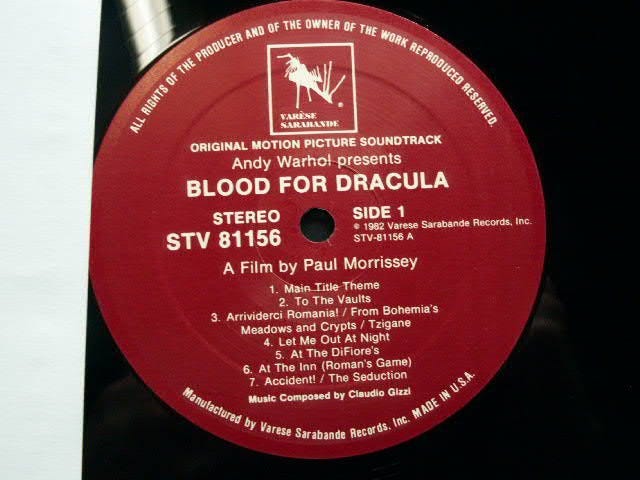 ALL RIGHTS OF THE PRODUCER AND OF THE OWNER OF THE WORK REPRODUCED RESERVED.
VARÈSE
SARABANDE
ORIGINAL MOTION PICTURE SOUNDTRACK
Andy Warhol presents
BLOOD FOR DRACULA
STEREO
STV 81156
SIDE 1
℗ 1982 Varese Sarabande Records, Inc.
STV-81156 A
A Film by Paul Morrissey
1. Main Title Theme
2. To The Vaults
3. Arrividerci Romania! / From Bohemia's
Meadows and Crypts / Tzigane
4. Let Me Out At Night
5. At The DiFiore's
6. At The Inn (Roman's Game)
7. Accident! / The Seduction
Music Composed by Claudio Gizzi
Manufactured by Varese Sarabande Records, Inc. MADE IN U.S.A.